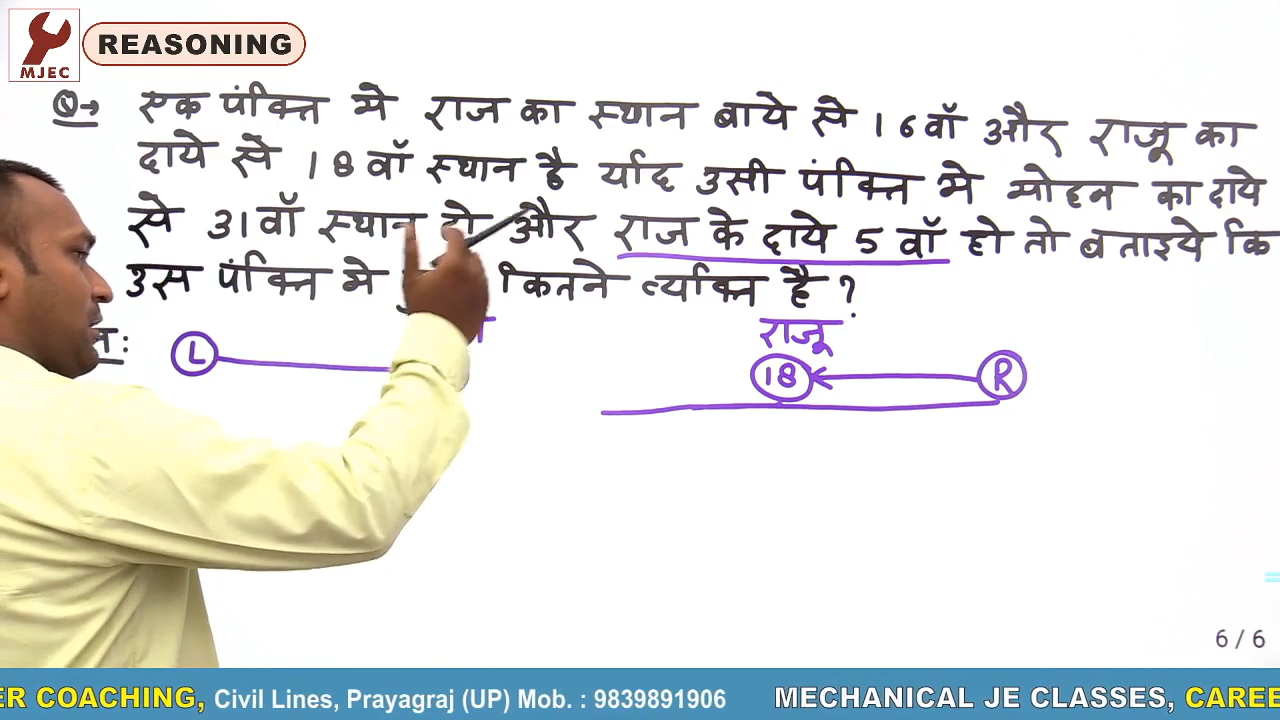 MJEC
REASONING
Q→ एक पंक्ति मे राज का स्थान बाये से 16वाँ और राजू का
दाये से 18वाँ स्थान है यदि उसी पंक्ति मे मोहन का दाये
से 31वाँ स्थान हो और राज के दाये 5 वाँ हो तो बताइये कि
उस पंक्ति मे कितने व्यक्ति है ?
राजू
L
18
R
6 / 6
ER COACHING, Civil Lines, Prayagraj (UP) Mob. : 9839891906 MECHANICAL JE CLASSES, CAREE